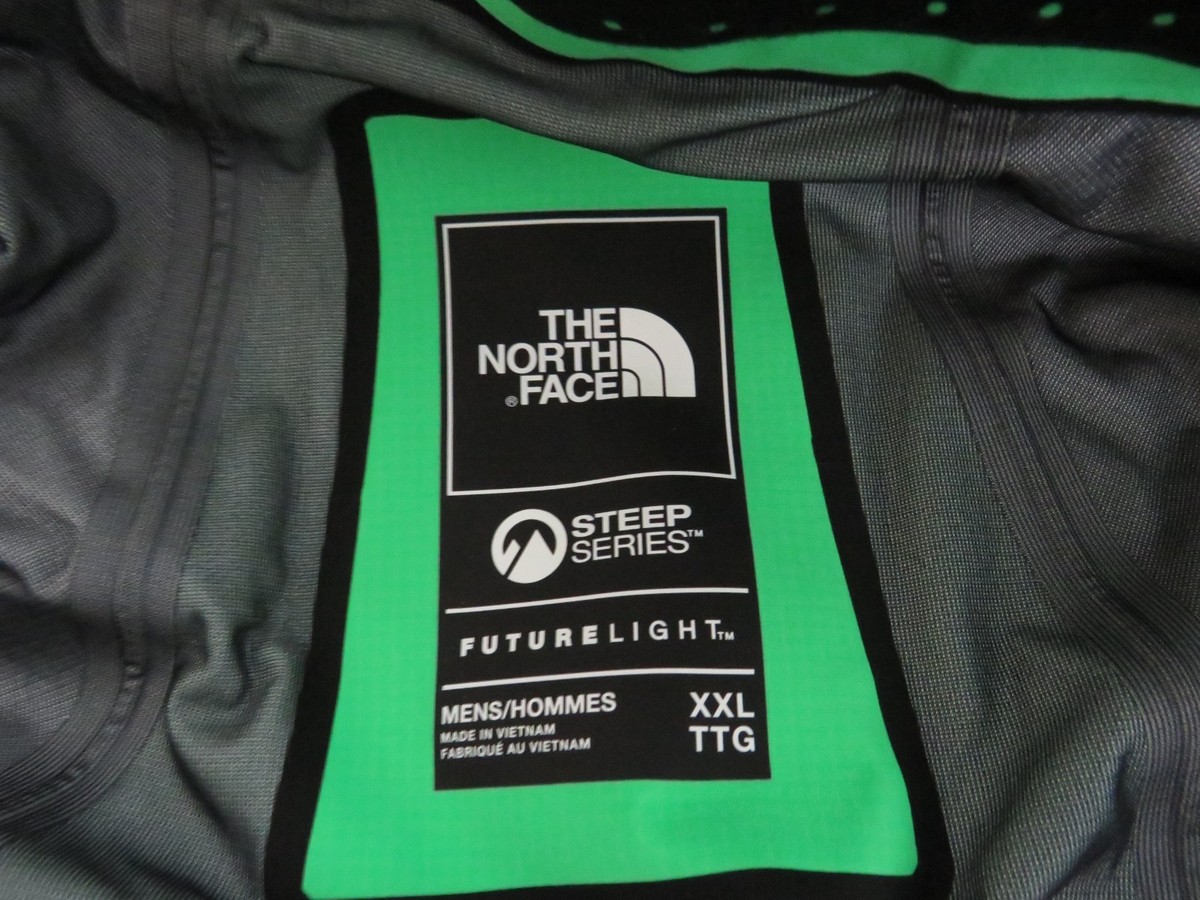 THE
NORTH
®FACE
STEEP
SERIES™
FUTURELIGHT™
MENS/HOMMES XXL
MADE IN VIETNAM TTG
FABRIQUÉ AU VIETNAM